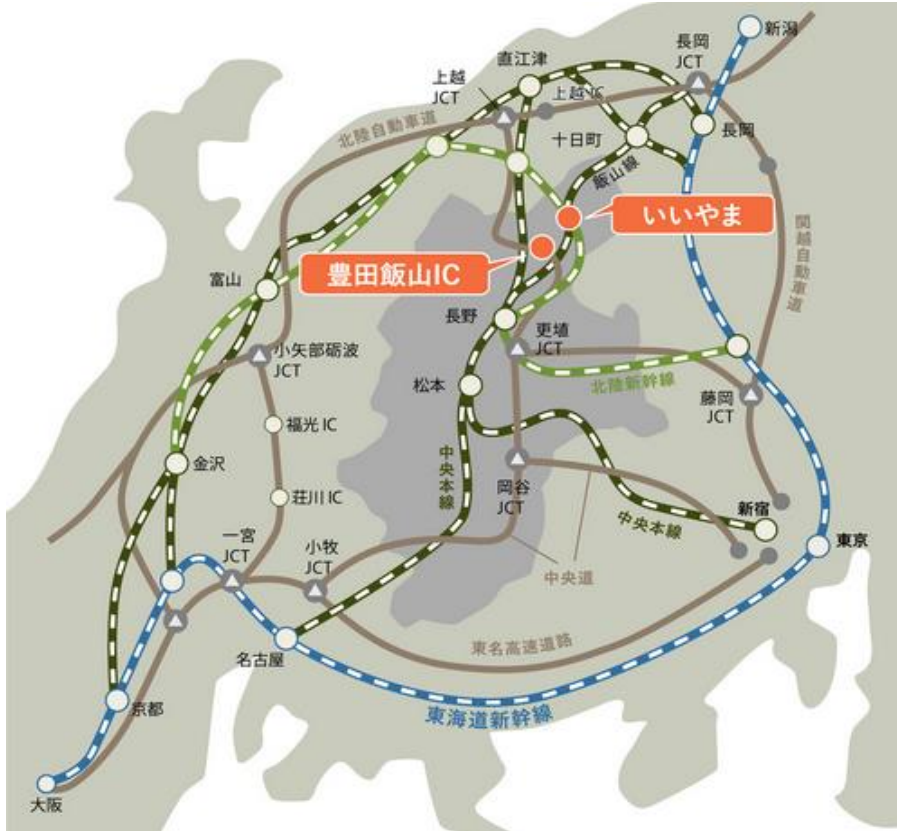 新潟
長岡
JCT
直江津
上越
JCT
上越IC
長岡
十日町
北陸自動車道
飯山線
いいやま
関越自動車道
豊田飯山IC
富山
長野
更埴
JCT
小矢部砺波
JCT
松本
北陸新幹線
藤岡
JCT
福光IC
金沢
中央本線
岡谷
JCT
荘川IC
新宿
中央本線
一宮
JCT
小牧
JCT
東京
中央道
名古屋
東名高速道路
京都
東海道新幹線
大阪